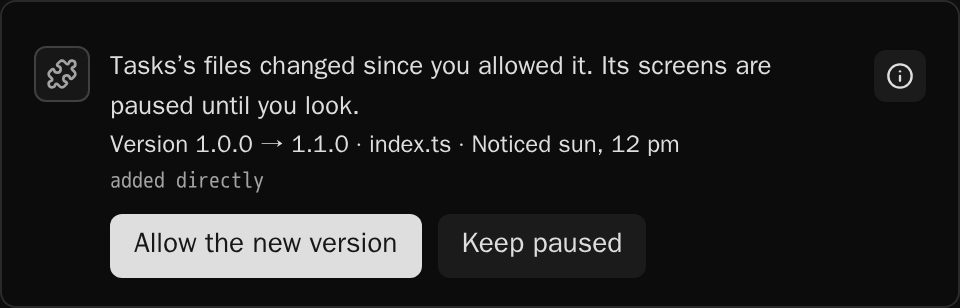 Tasks’s files changed since you allowed it. Its screens are
paused until you look.
Version 1.0.0 → 1.1.0 · index.ts · Noticed sun, 12 pm
added directly
Allow the new version
Keep paused